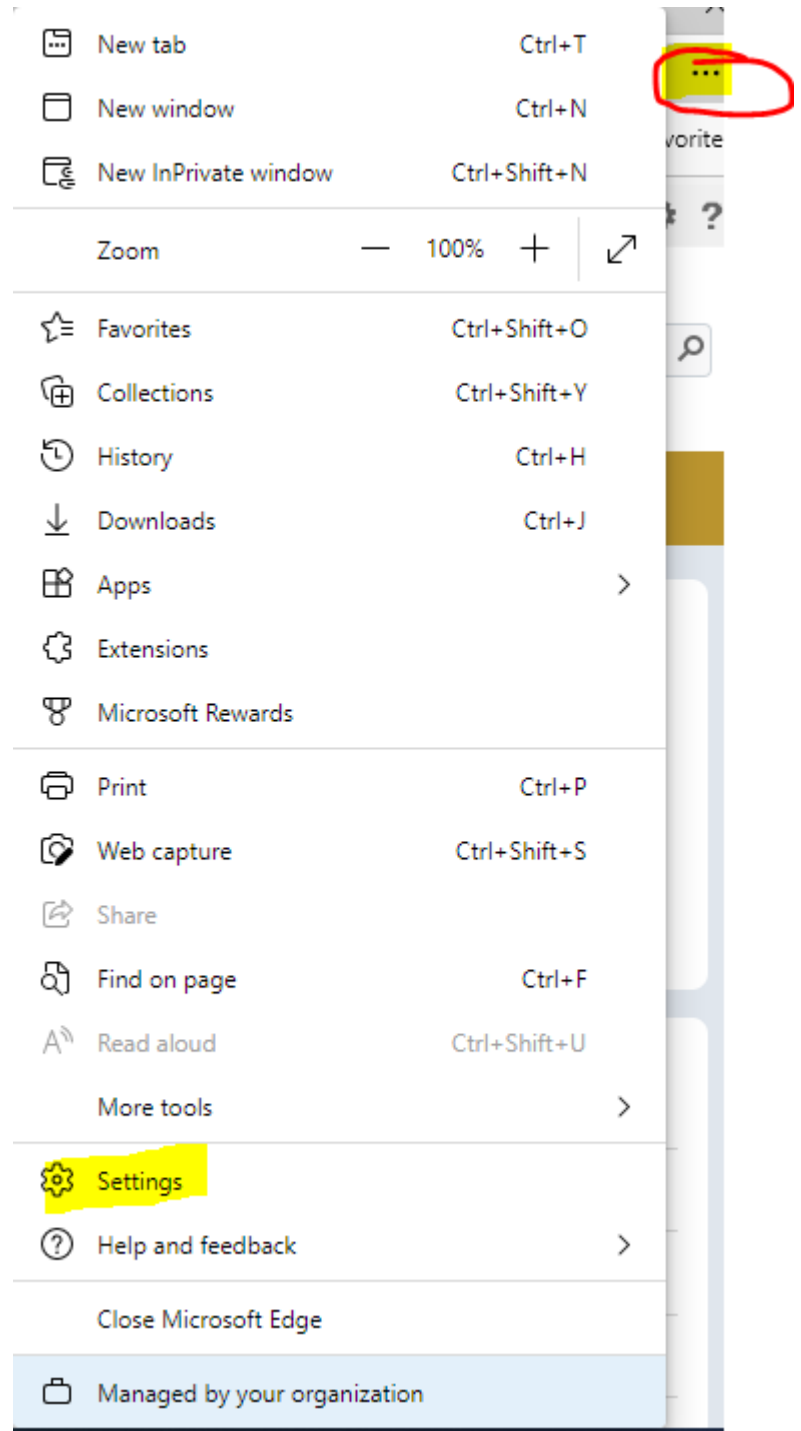 New tab Ctrl+T
...
New window Ctrl+N
vorite
New InPrivate window Ctrl+Shift+N
?
Zoom — 100% +
Favorites Ctrl+Shift+O
Collections Ctrl+Shift+Y
History Ctrl+H
Downloads Ctrl+J
Apps
Extensions
Microsoft Rewards
Print Ctrl+P
Web capture Ctrl+Shift+S
Share
Find on page Ctrl+F
Read aloud Ctrl+Shift+U
More tools
Settings
Help and feedback
Close Microsoft Edge
Managed by your organization